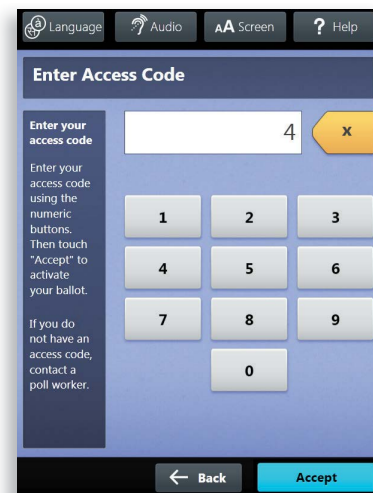 Language Audio AA Screen ? Help
Enter Access Code
Enter your
access code
Enter your
access code
using the
numeric
buttons.
Then touch
"Accept" to
activate
your ballot.
If you do
not have an
access code,
contact a
poll worker.
4 X
1 2 3
4 5 6
7 8 9
0
← Back Accept